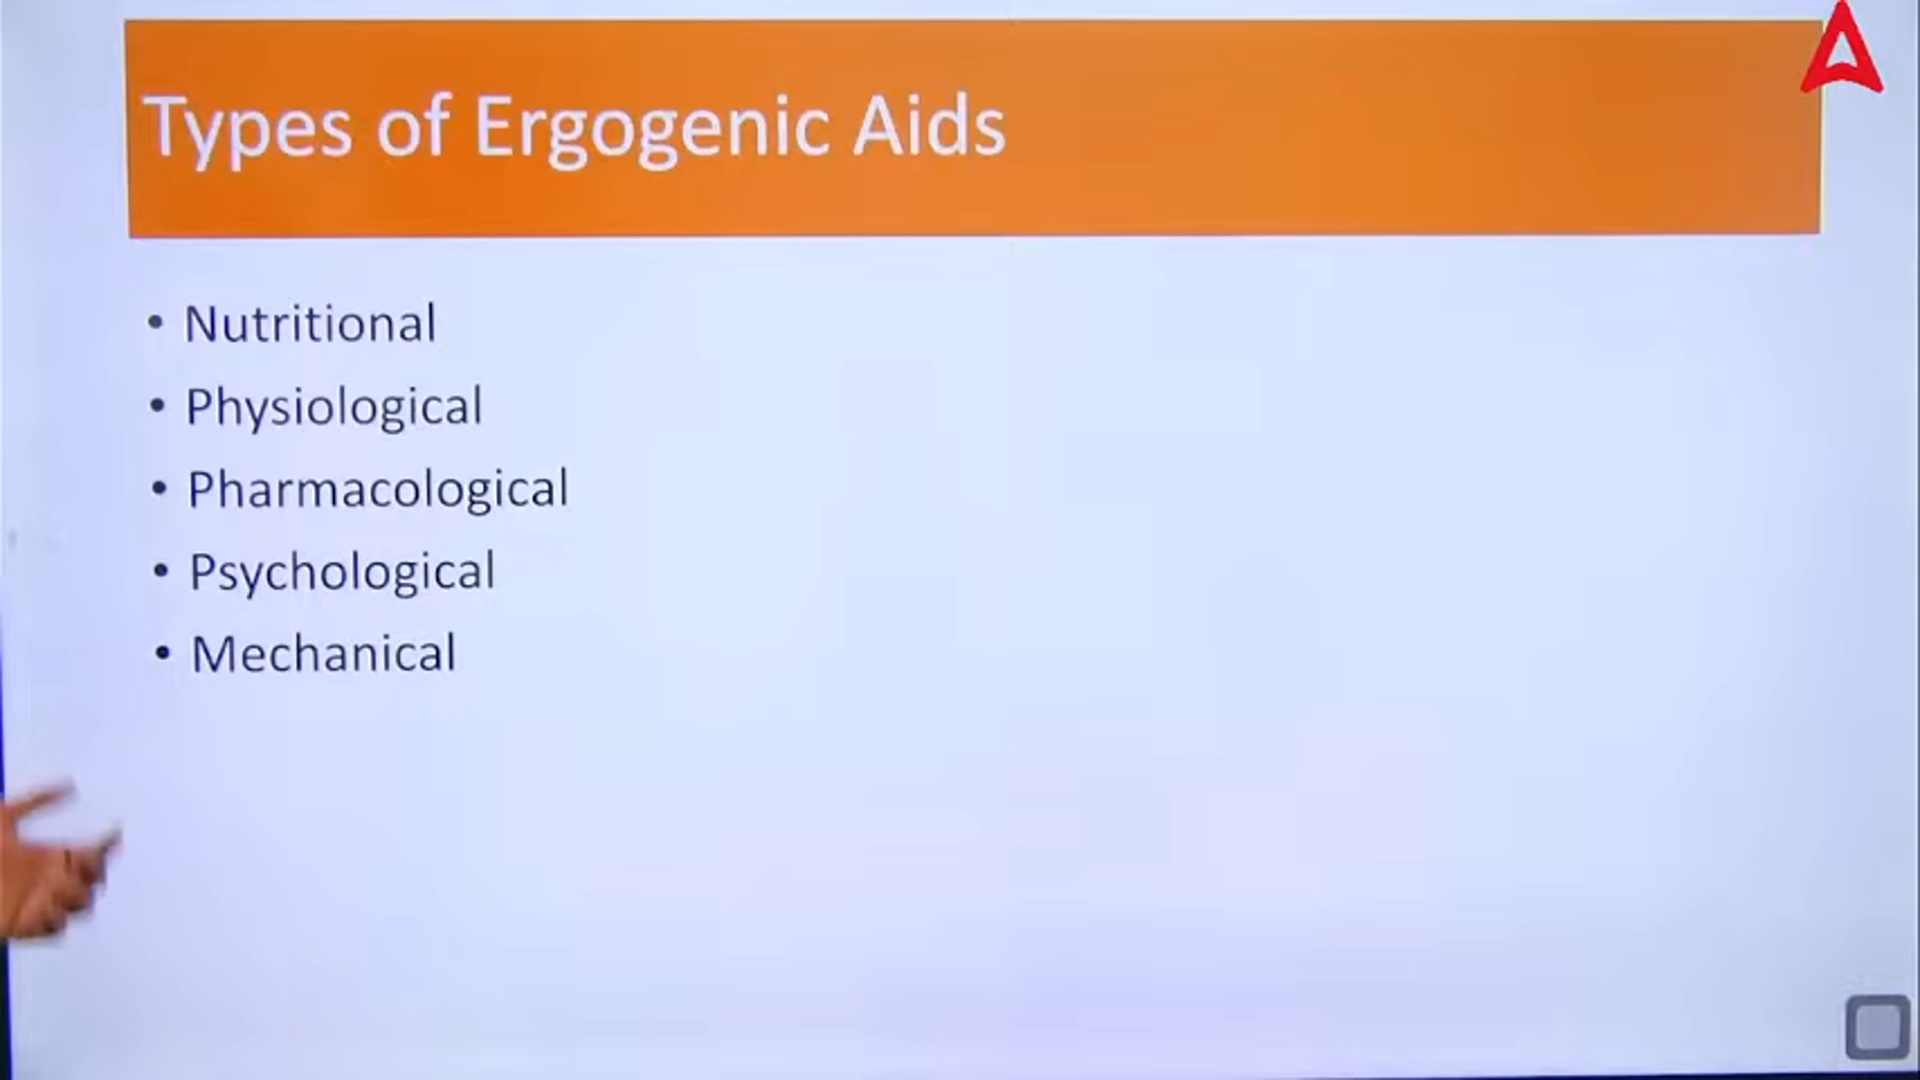 Types of Ergogenic Aids
• Nutritional
• Physiological
• Pharmacological
• Psychological
• Mechanical